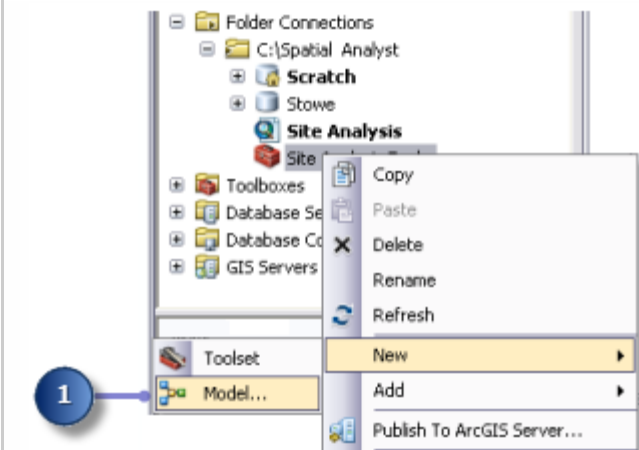 Folder Connections
C:\Spatial Analyst
Scratch
Stowe
Site Analysis
Site
Toolboxes
Database Se
Database Co
GIS Servers
Copy
Paste
Delete
Rename
Refresh
New
Add
Publish To ArcGIS Server...
Toolset
Model...
1